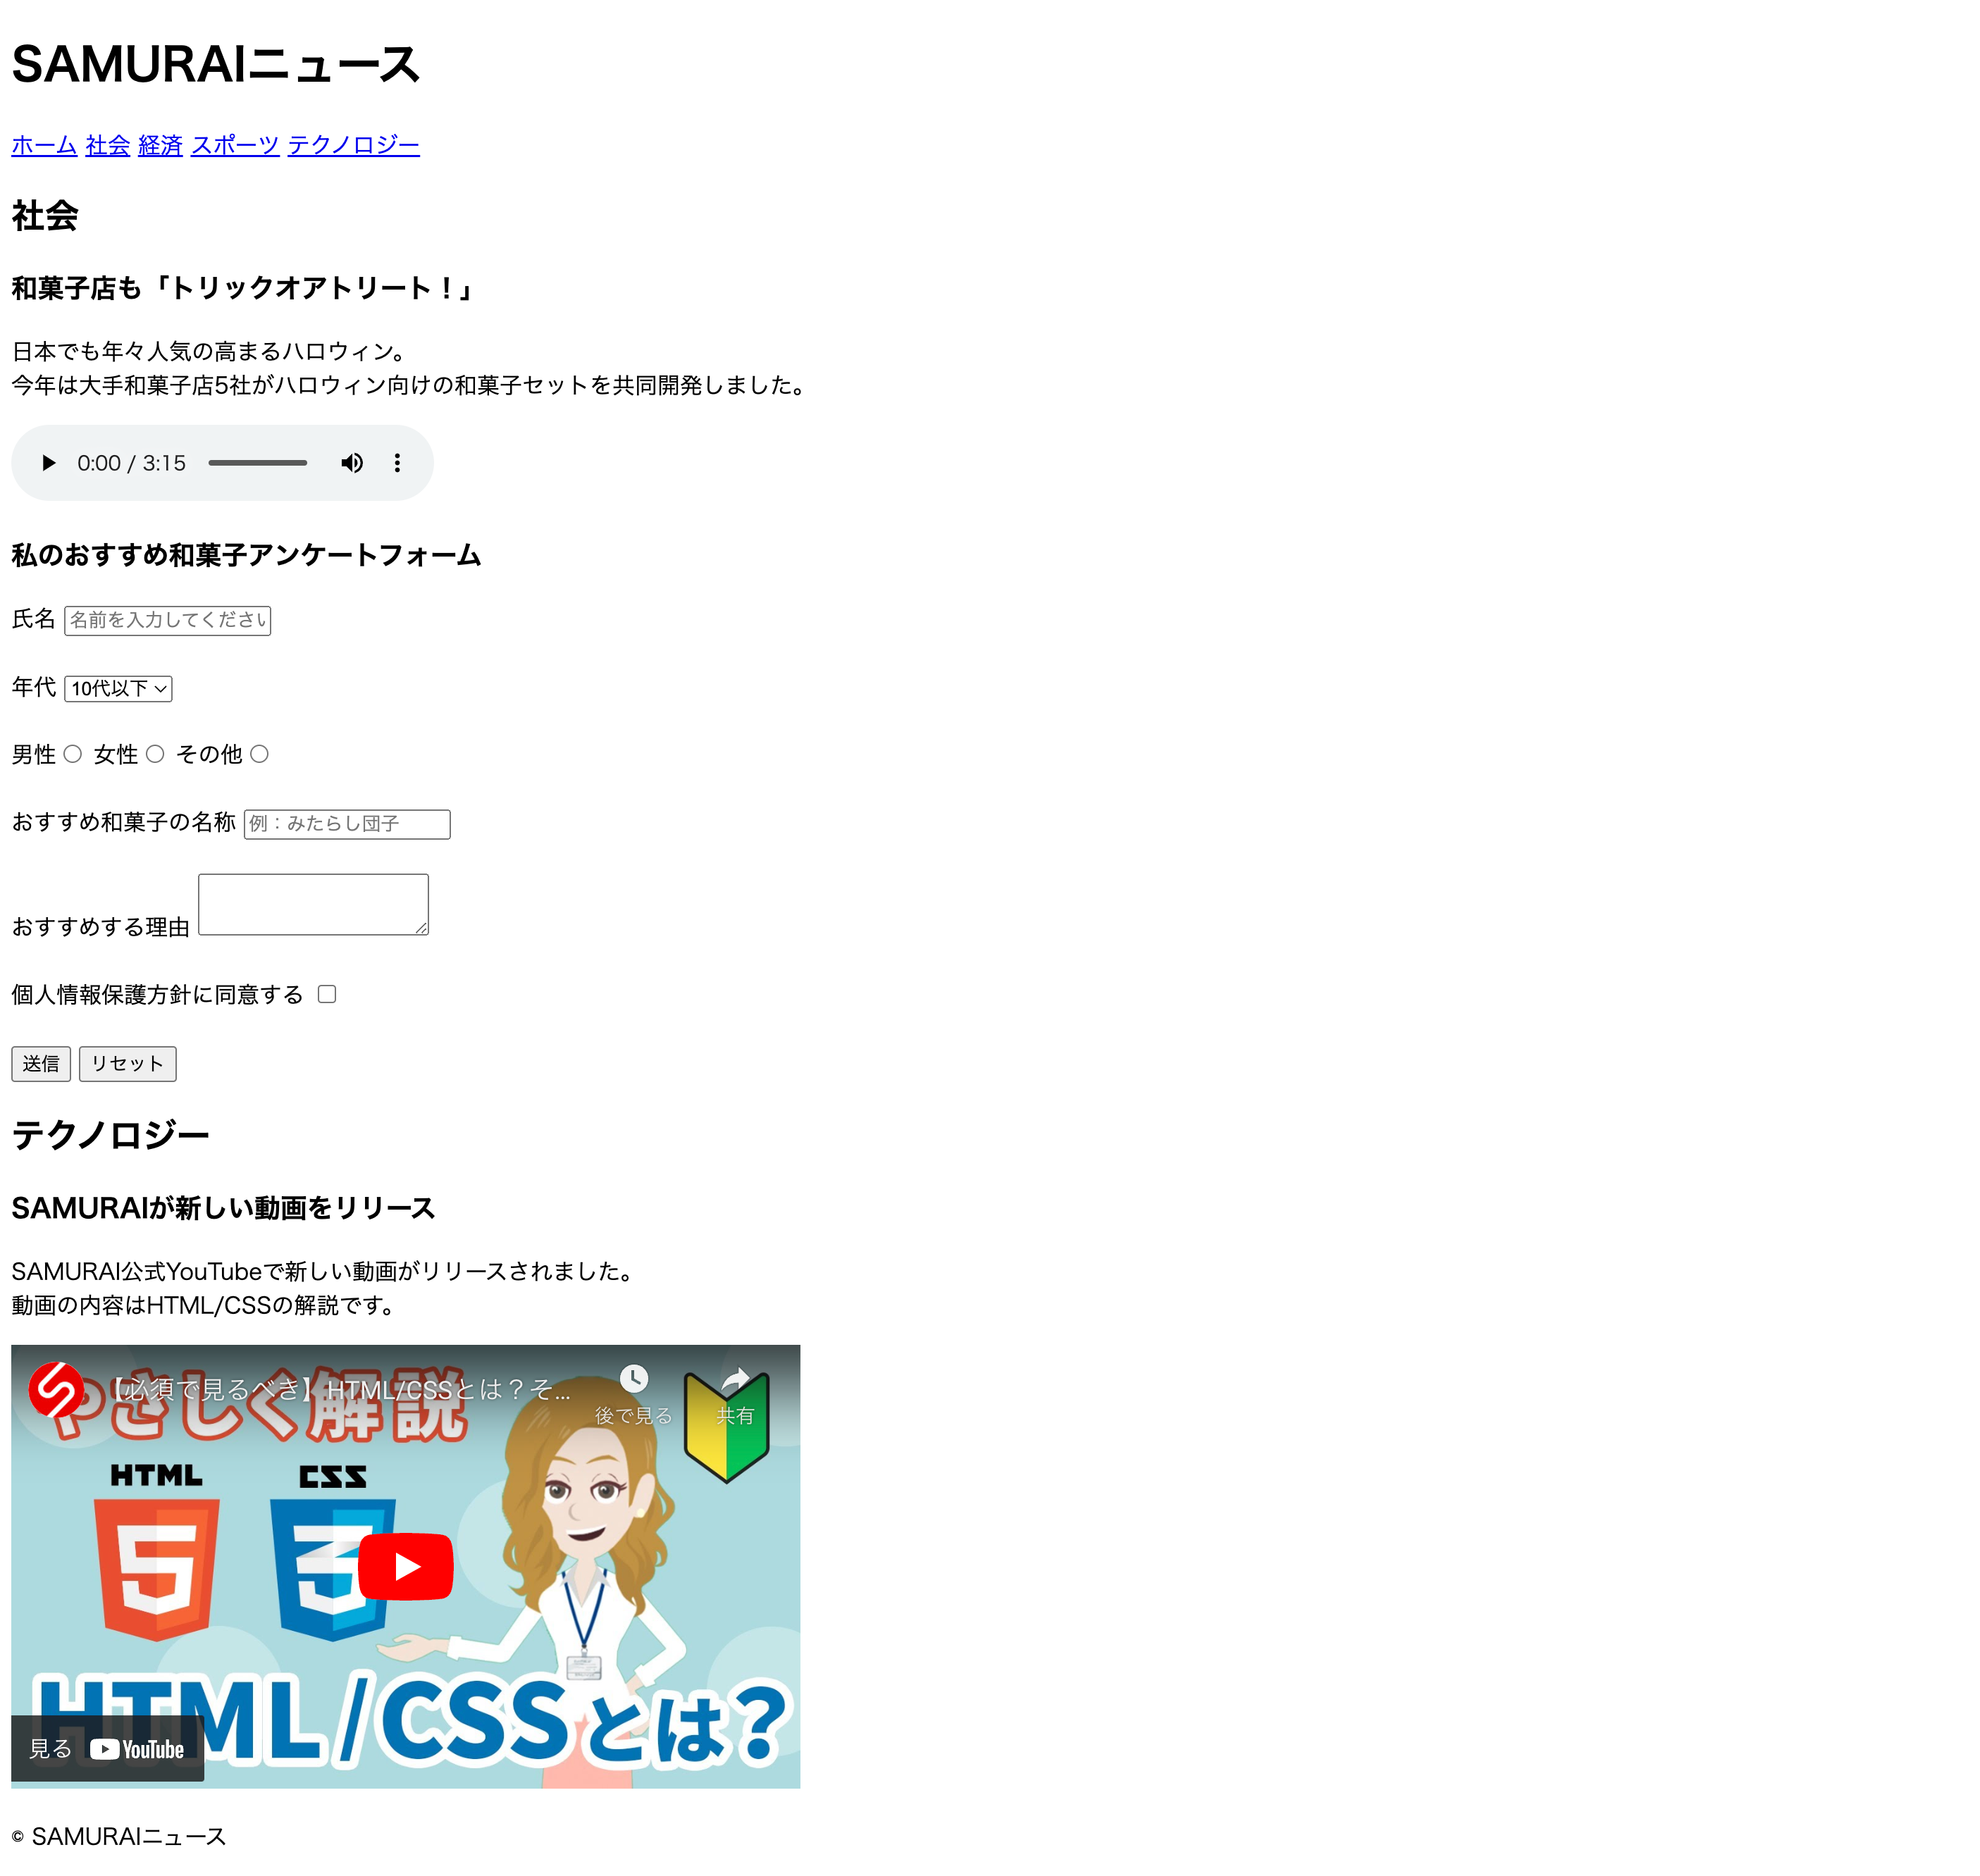 SAMURAIニュース
ホーム 社会 経済 スポーツ テクノロジー
社会
和菓子店も「トリックオアトリート！」
日本でも年々人気の高まるハロウィン。
今年は大手和菓子店5社がハロウィン向けの和菓子セットを共同開発しました。
0:00 / 3:15
私のおすすめ和菓子アンケートフォーム
氏名 名前を入力してください
年代 10代以下
男性 女性 その他
おすすめ和菓子の名称 例：みたらし団子
おすすめする理由
個人情報保護方針に同意する
送信 リセット
テクノロジー
SAMURAIが新しい動画をリリース
SAMURAI公式YouTubeで新しい動画がリリースされました。
動画の内容はHTML/CSSの解説です。
【必須で見るべき】HTML/CSSとは？そ...
後で見る 共有
やさしく解説
HTML CSS
5 3
HTML/CSSとは?
見る YouTube
© SAMURAIニュース